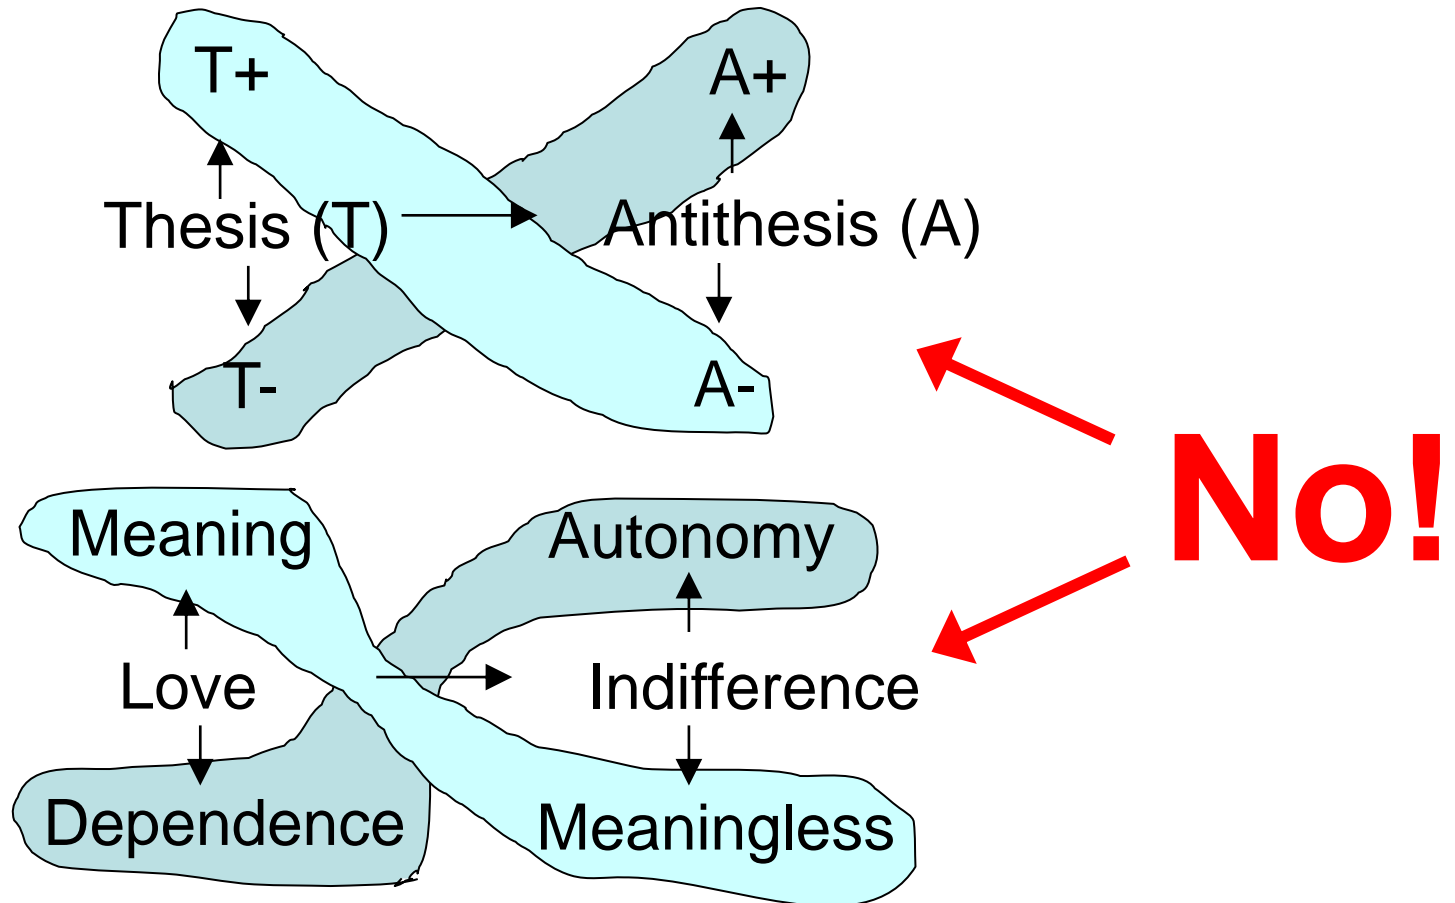 T+
A+
Thesis (T)
Antithesis (A)
T-
A-
No!
Meaning
Autonomy
Love
Indifference
Dependence
Meaningless